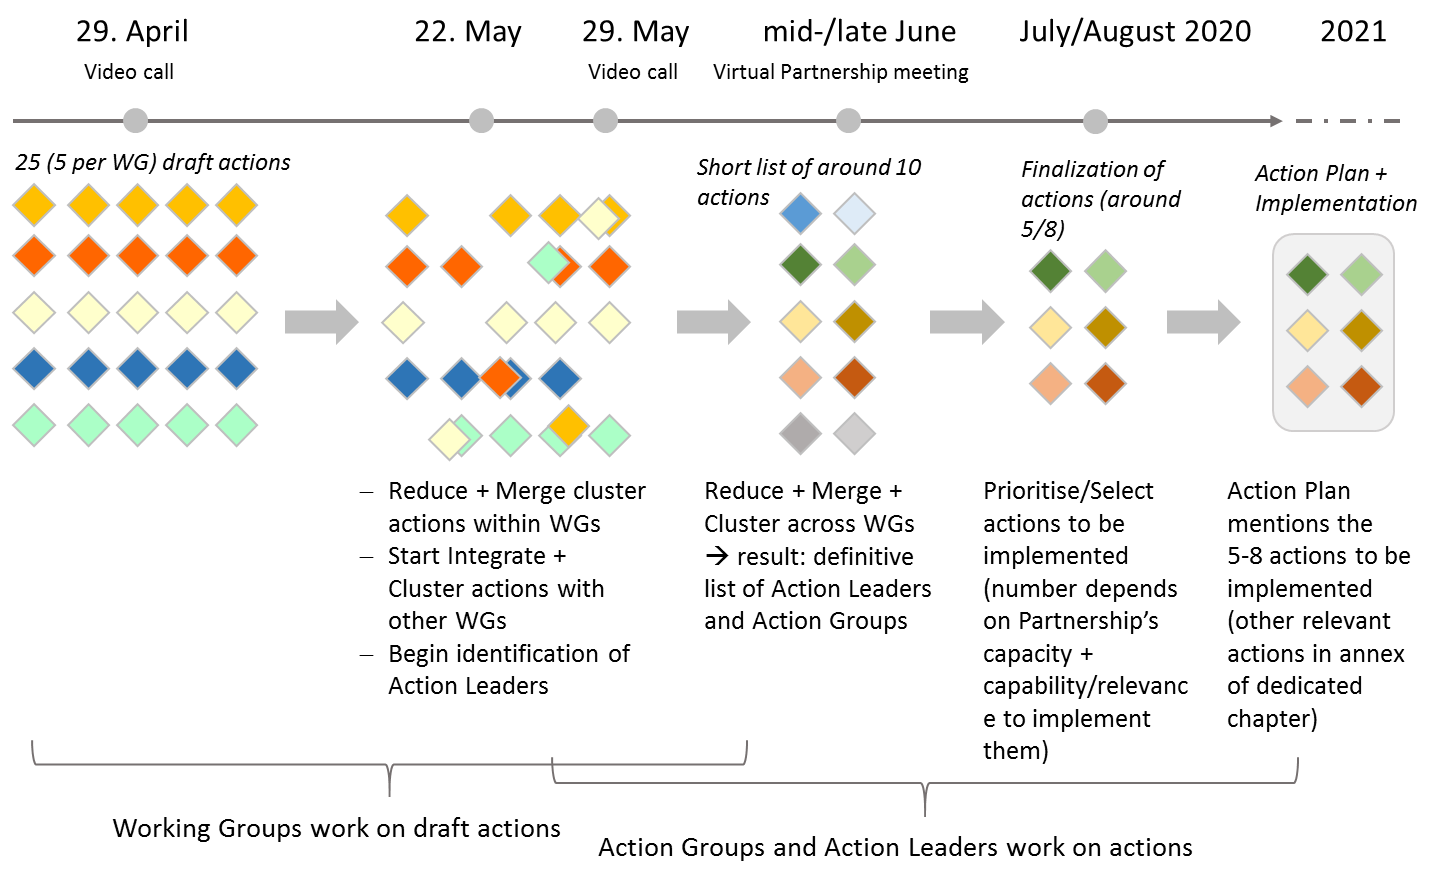 29. April
22. May
29. May
mid-/late June
July/August 2020
2021
Video call
Video call
Virtual Partnership meeting
25 (5 per WG) draft actions
Short list of around 10
actions
Finalization of
actions (around
5/8)
Action Plan +
Implementation
– Reduce + Merge cluster
actions within WGs
– Start Integrate +
Cluster actions with
other WGs
– Begin identification of
Action Leaders
Reduce + Merge +
Cluster across WGs
→ result: definitive
list of Action Leaders
and Action Groups
Prioritise/Select
actions to be
implemented
(number depends
on Partnership's
capacity +
capability/relevanc
e to implement
them)
Action Plan
mentions the
5-8 actions to be
implemented
(other relevant
actions in annex
of dedicated
chapter)
Working Groups work on draft actions
Action Groups and Action Leaders work on actions